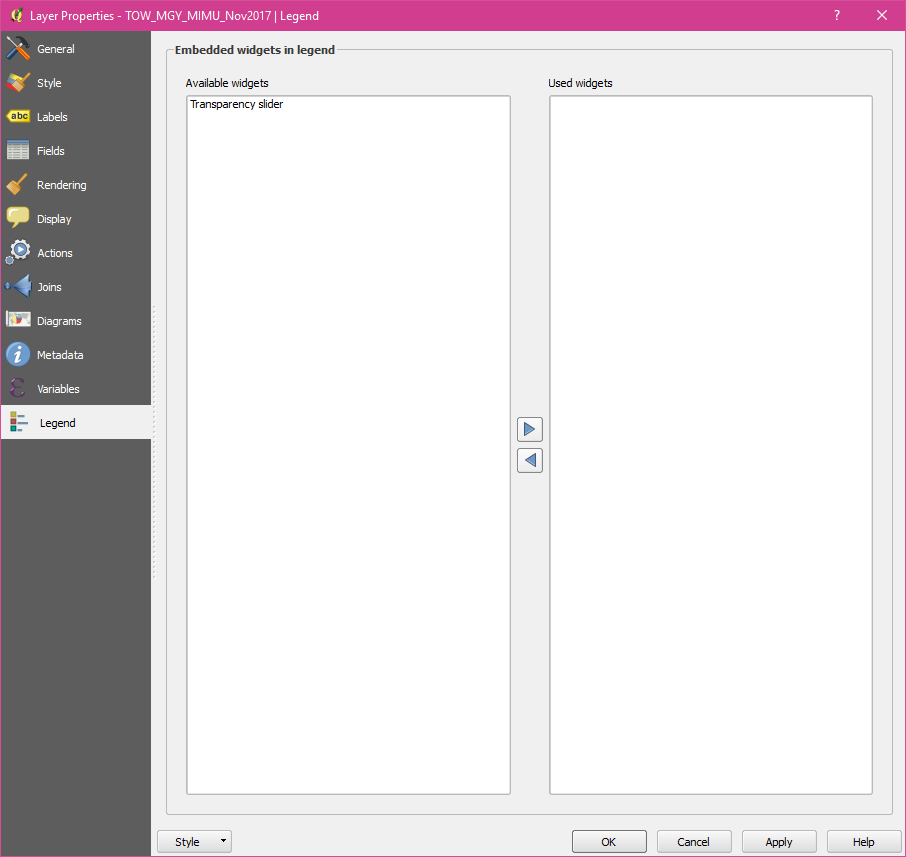 Layer Properties - TOW_MGY_MIMU_Nov2017 | Legend
?
General
Style
abc Labels
Fields
Rendering
Display
Actions
Joins
Diagrams
Metadata
Variables
Legend
Embedded widgets in legend
Available widgets
Used widgets
Transparency slider
Style
OK
Cancel
Apply
Help